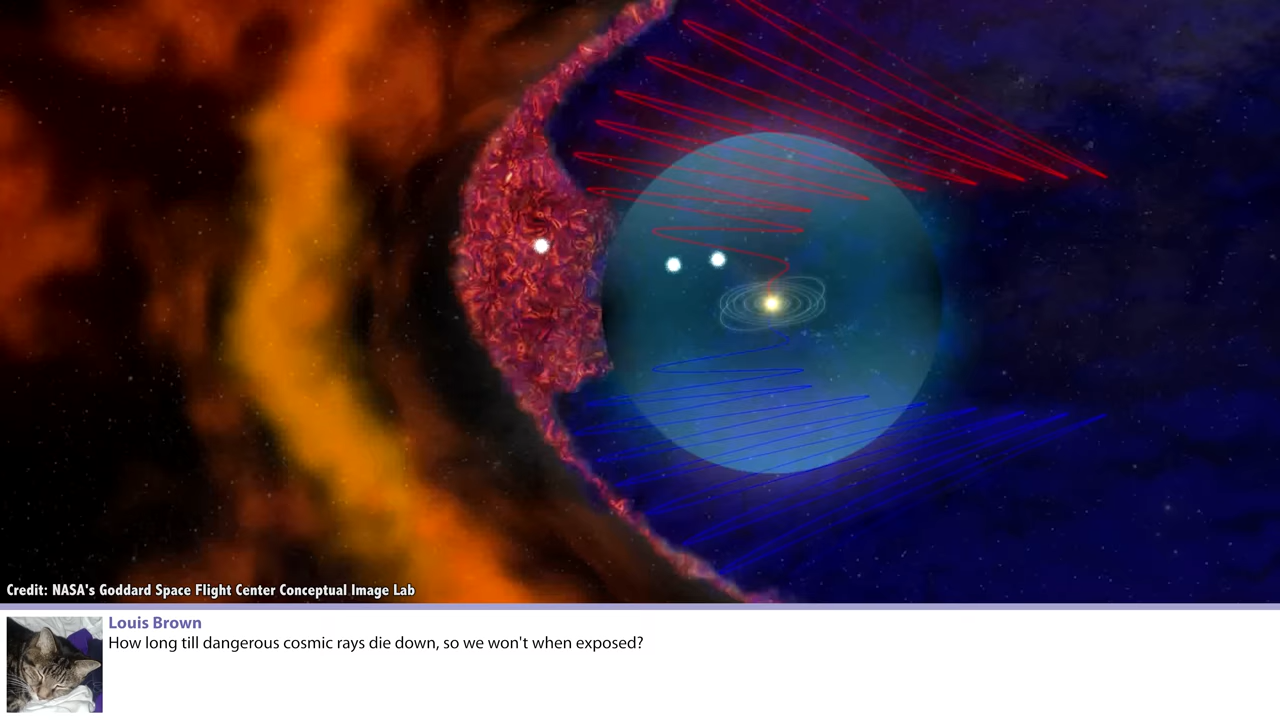 Credit: NASA's Goddard Space Flight Center Conceptual Image Lab
Louis Brown
How long till dangerous cosmic rays die down, so we won't when exposed?